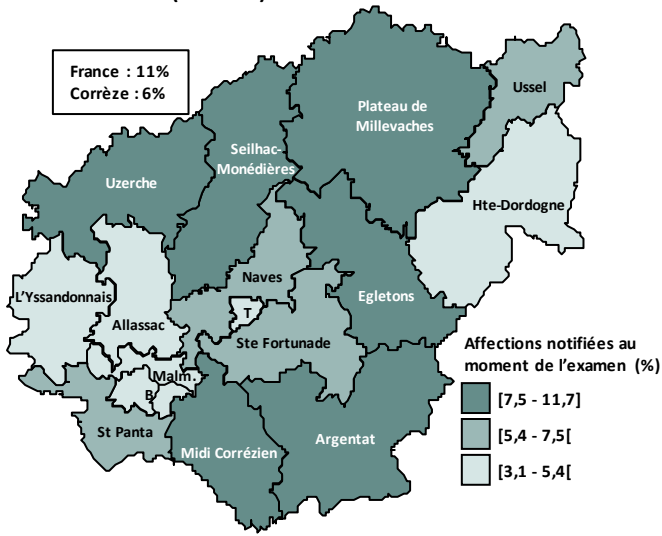 France : 11%
Corrèze : 6%
Ussel
Plateau de
Millevaches
Seilhac-
Monédières
Uzerche
Hte-Dordogne
Naves
L'Yssandonnais
Egletons
T
Allassac
Ste Fortunade
Malm.
B
St Panta
Argentat
Midi Corrézien
Affections notifiées au
moment de l'examen (%)
[7,5 - 11,7]
[5,4 - 7,5[
[3,1 - 5,4[